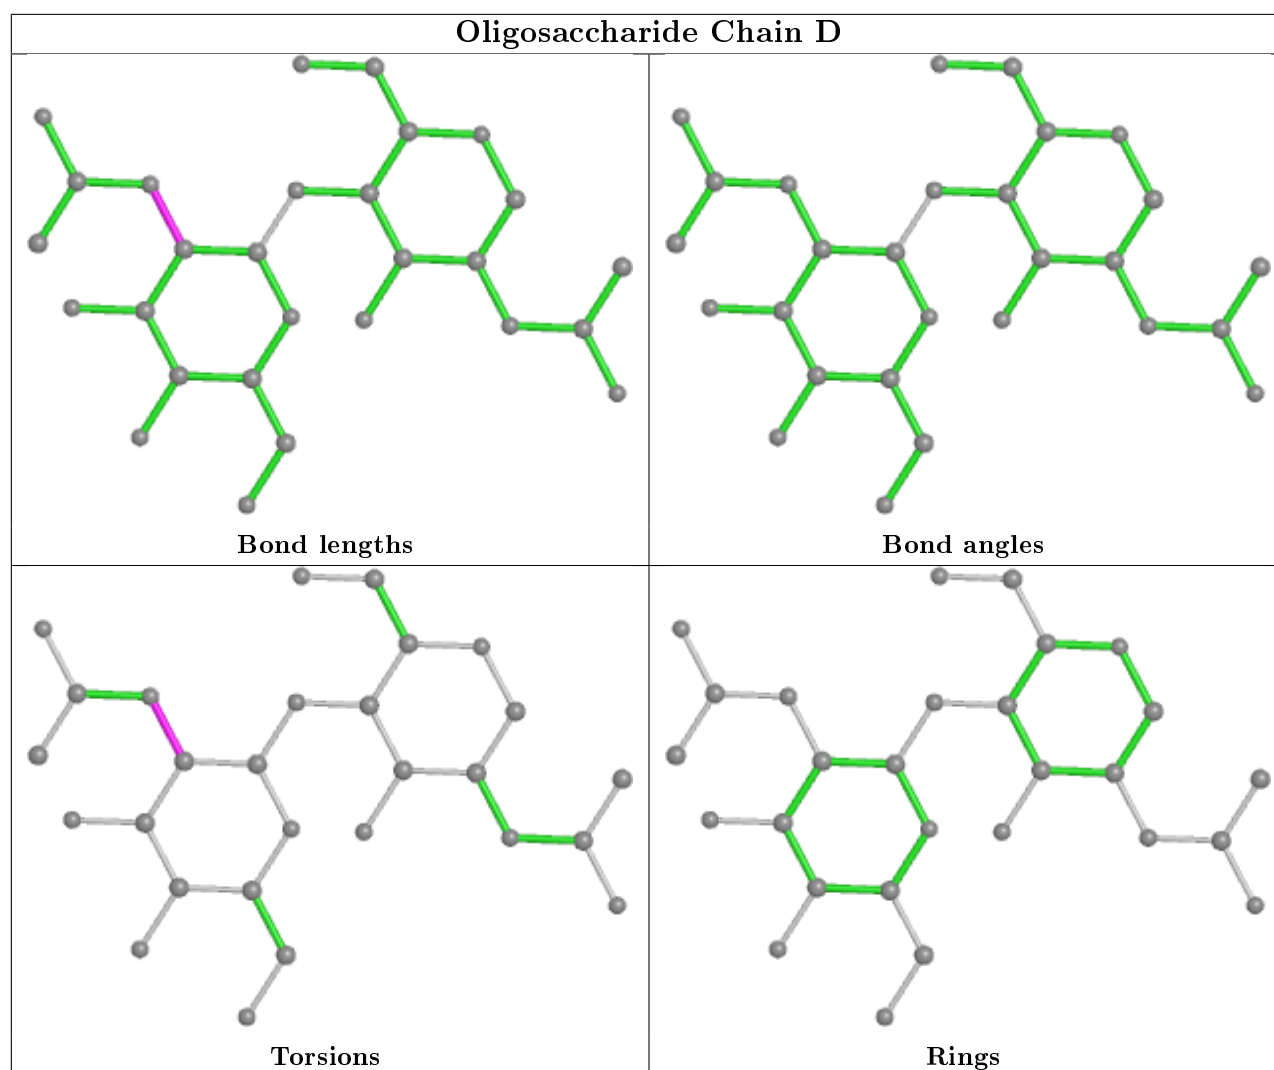 Oligosaccharide Chain D
Bond lengths
Bond angles
Torsions
Rings